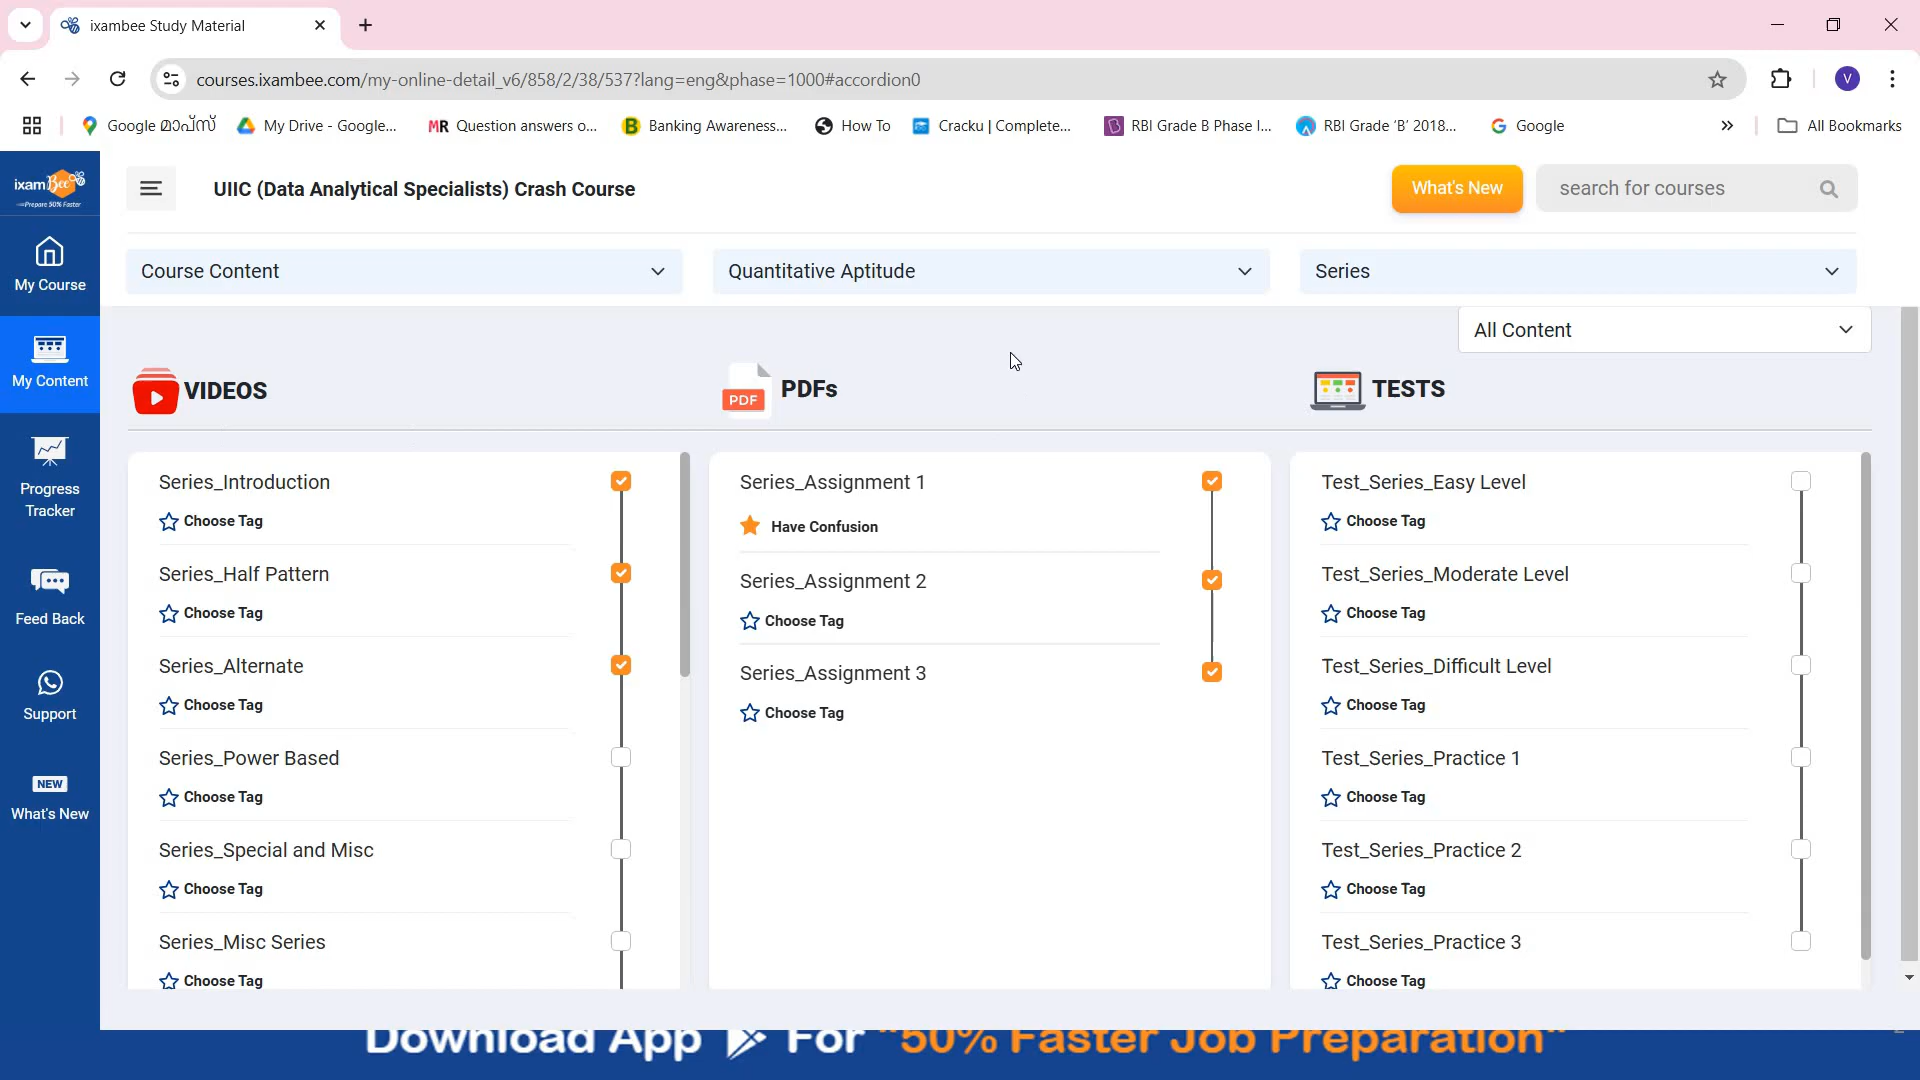 ixambee Study Material
courses.ixambee.com/my-online-detail_v6/858/2/38/537?lang=eng&phase=1000#accordion0
V
Google മാപ്സ്
My Drive - Google...
MR Question answers o...
Banking Awareness...
How To
Cracku | Complete...
RBI Grade B Phase I...
RBI Grade ‘B’ 2018...
Google
All Bookmarks
ixamBee
Prepare 50% Faster
UIIC (Data Analytical Specialists) Crash Course
What's New
search for courses
My Course
My Content
Progress
Tracker
Feed Back
Support
NEW
What's New
Course Content
Quantitative Aptitude
Series
All Content
VIDEOS
Series_Introduction
Choose Tag
Series_Half Pattern
Choose Tag
Series_Alternate
Choose Tag
Series_Power Based
Choose Tag
Series_Special and Misc
Choose Tag
Series_Misc Series
Choose Tag
PDF
PDFs
Series_Assignment 1
Have Confusion
Series_Assignment 2
Choose Tag
Series_Assignment 3
Choose Tag
TESTS
Test_Series_Easy Level
Choose Tag
Test_Series_Moderate Level
Choose Tag
Test_Series_Difficult Level
Choose Tag
Test_Series_Practice 1
Choose Tag
Test_Series_Practice 2
Choose Tag
Test_Series_Practice 3
Choose Tag
Download App For "50% Faster Job Preparation"